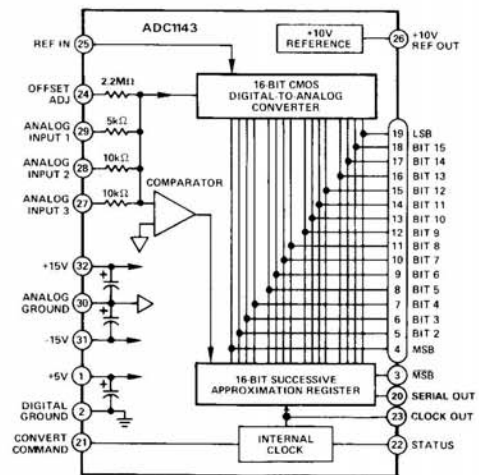 ADC1143
REF IN
25
+10V
REFERENCE
26
+10V
REF OUT
OFFSET
ADJ
24
2.2MΩ
16-BIT CMOS
DIGITAL-TO-ANALOG
CONVERTER
ANALOG
INPUT 1
29
5kΩ
ANALOG
INPUT 2
28
10kΩ
ANALOG
INPUT 3
27
10kΩ
COMPARATOR
19 LSB
18 BIT 15
17 BIT 14
16 BIT 13
15 BIT 12
14 BIT 11
13 BIT 10
12 BIT 9
11 BIT 8
10 BIT 7
9 BIT 6
8 BIT 5
7 BIT 4
6 BIT 3
5 BIT 2
4 MSB
+15V
32
+
ANALOG
GROUND
30
+
-15V
31
+5V
1
+
DIGITAL
GROUND
2
16-BIT SUCCESSIVE
APPROXIMATION REGISTER
3 M̅S̅B̅
20 SERIAL OUT
23 CLOCK OUT
CONVERT
COMMAND
21
INTERNAL
CLOCK
22 STATUS